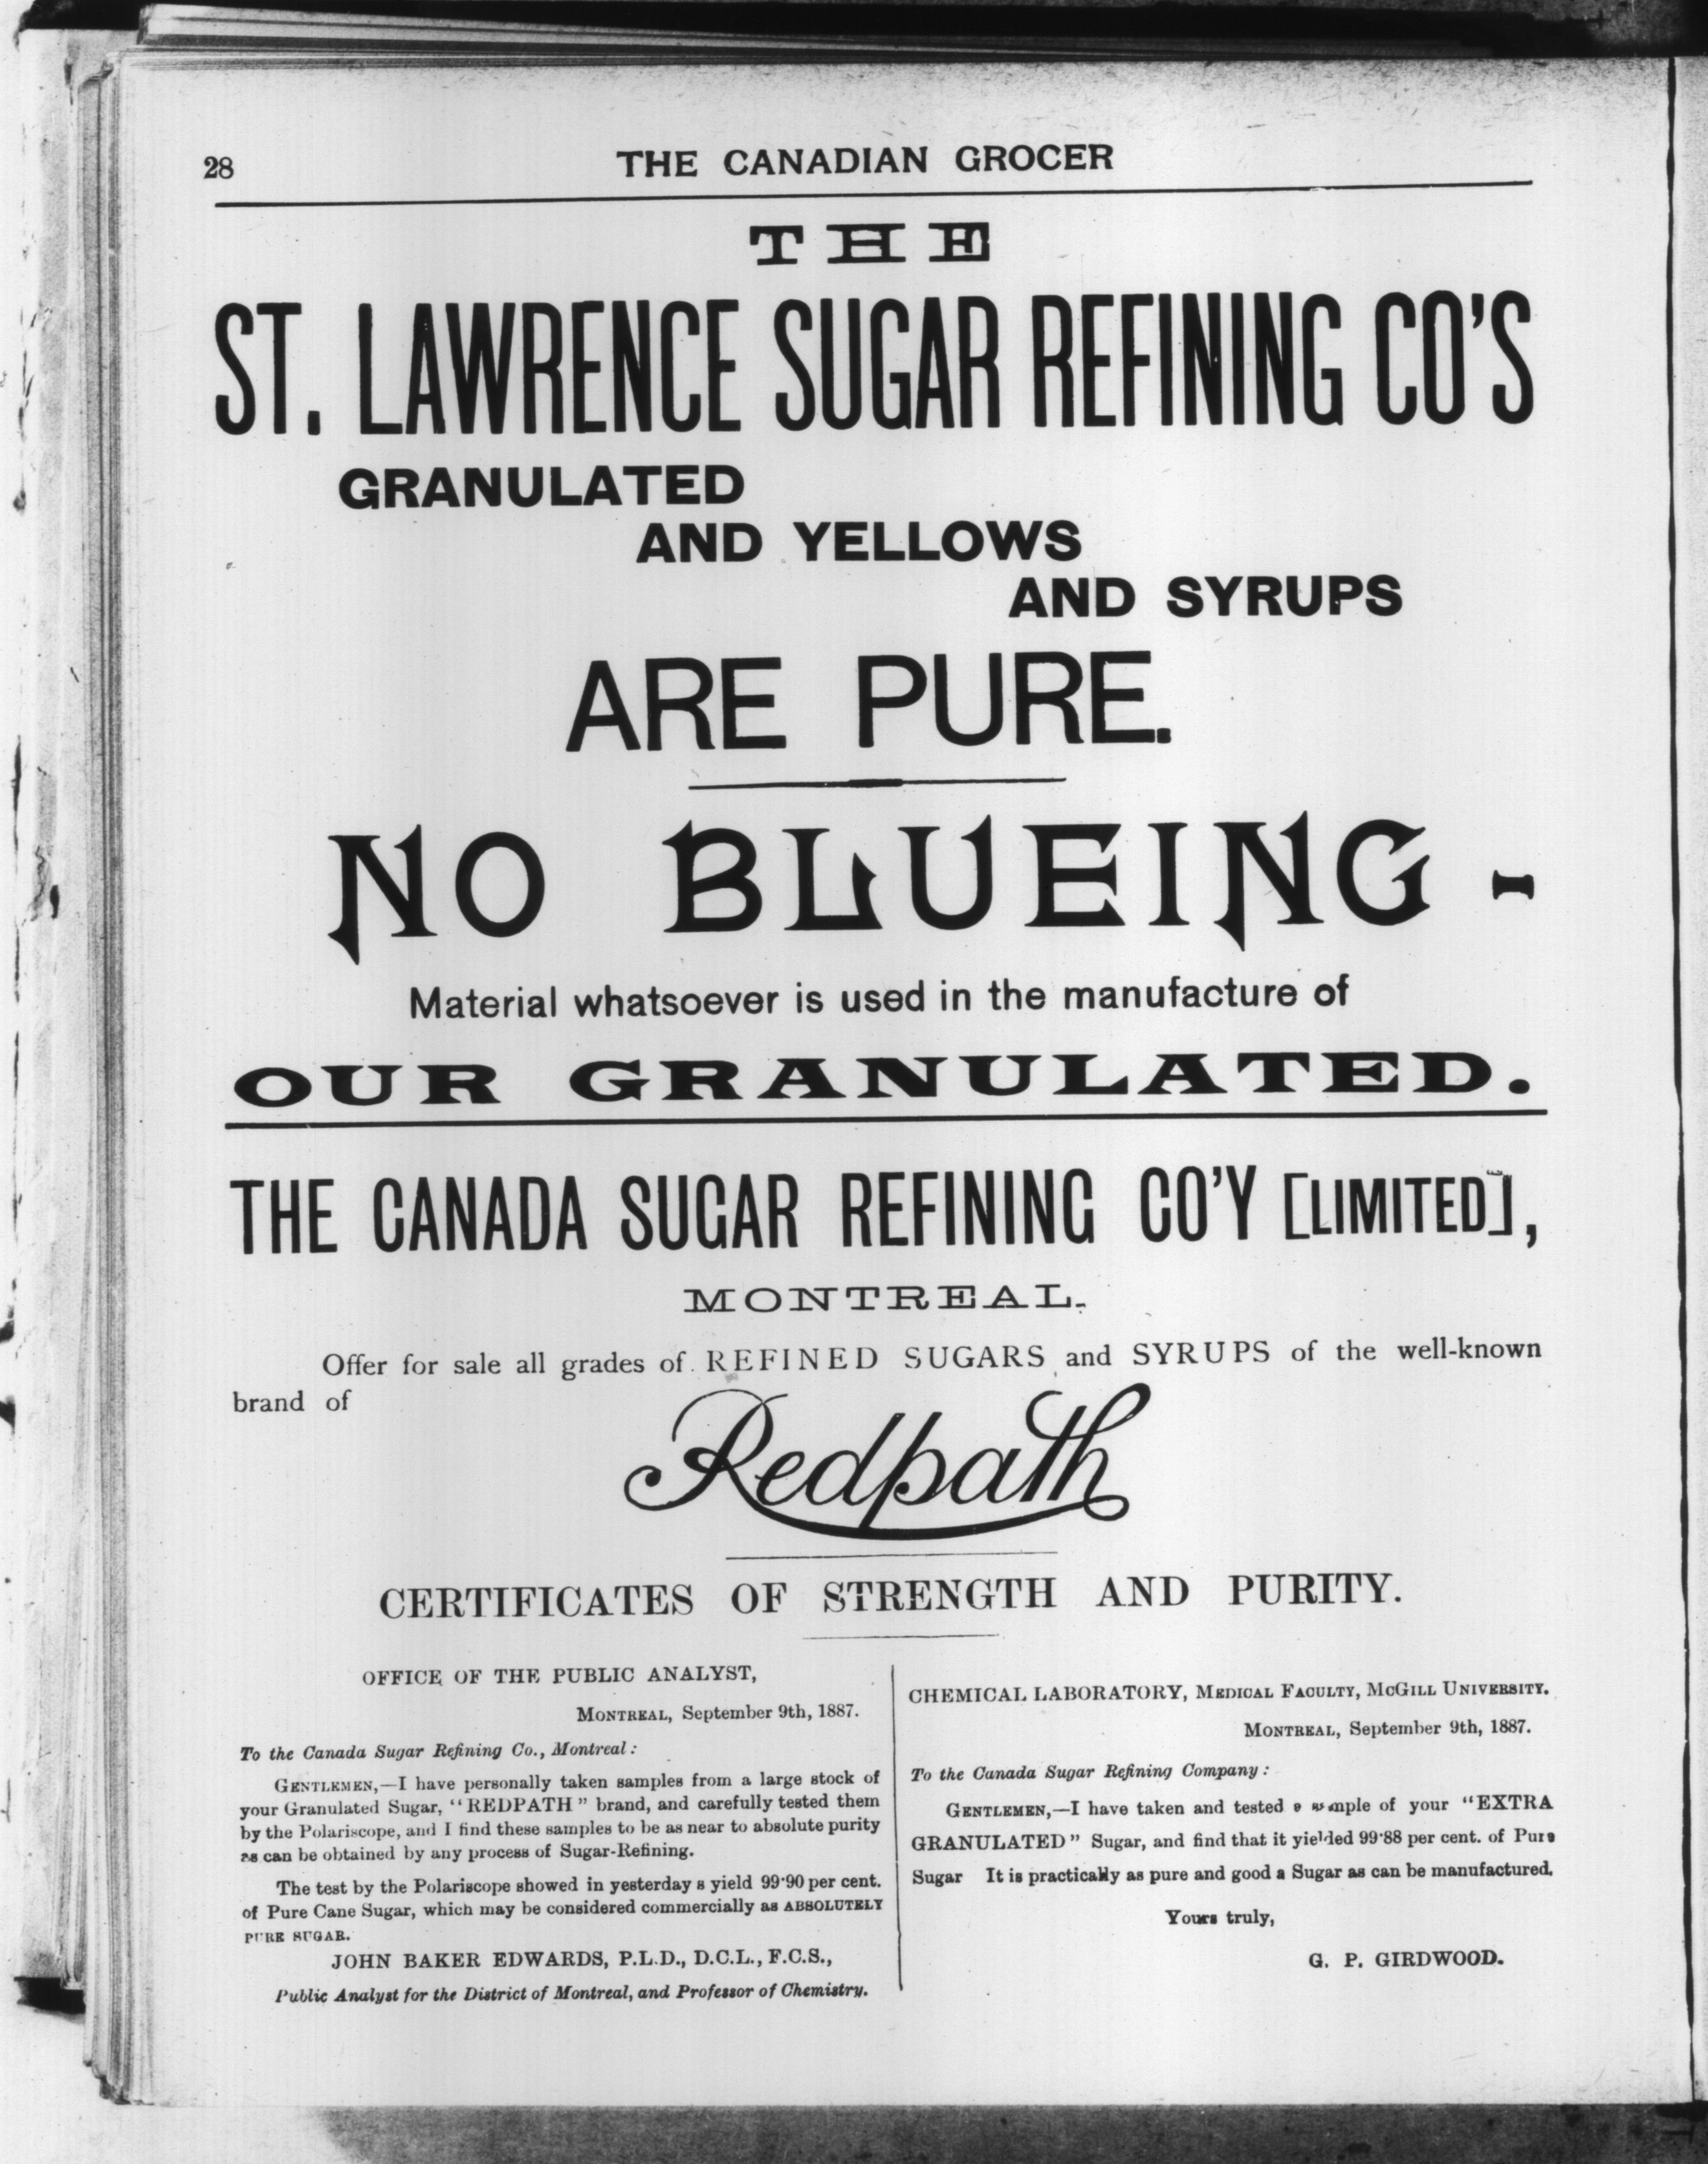 28
THE CANADIAN GROCER
THE
ST. LAWRENCE SUGAR REFINING CO'S
GRANULATED
AND YELLOWS
AND SYRUPS
ARE PURE.
NO BLUEING -
Material whatsoever is used in the manufacture of
OUR GRANULATED.
THE CANADA SUGAR REFINING CO'Y [LIMITED],
MONTREAL.
Offer for sale all grades of REFINED SUGARS and SYRUPS of the well-known
brand of
Redpath
CERTIFICATES OF STRENGTH AND PURITY.
OFFICE OF THE PUBLIC ANALYST,
MONTREAL, September 9th, 1887.
To the Canada Sugar Refining Co., Montreal:
GENTLEMEN,—I have personally taken samples from a large stock of
your Granulated Sugar, "REDPATH" brand, and carefully tested them
by the Polariscope, and I find these samples to be as near to absolute purity
as can be obtained by any process of Sugar-Refining.
The test by the Polariscope showed in yesterday s yield 99·90 per cent.
of Pure Cane Sugar, which may be considered commercially as ABSOLUTELY
PURE SUGAR.
JOHN BAKER EDWARDS, P.L.D., D.C.L., F.C.S.,
Public Analyst for the District of Montreal, and Professor of Chemistry.
CHEMICAL LABORATORY, MEDICAL FACULTY, MCGILL UNIVERSITY.
MONTREAL, September 9th, 1887.
To the Canada Sugar Refining Company:
GENTLEMEN,—I have taken and tested a sample of your "EXTRA
GRANULATED" Sugar, and find that it yielded 99·88 per cent. of Pure
Sugar It is practically as pure and good a Sugar as can be manufactured.
Yours truly,
G. P. GIRDWOOD.